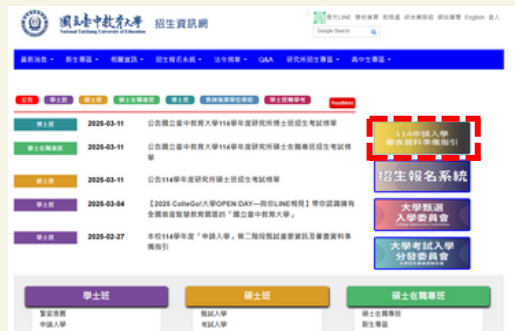 國立臺中教育大學 招生資訊網
National Taichung University of Education
官方LINE 學校首頁 教務處 網站導覽 English 登入
Google Search
最新消息 新生專區 相關資訊 招生報名系統 法令規章 Q&A 研究所招生專區 高中生專區
公告 學士班 碩士班 碩士在職專班 博士班 教師進修學位學程 學士班轉學考 ReadMore
博士班 2025-03-11 公告國立臺中教育大學114學年度研究所博士班招生考試榜單
碩士在職專班 2025-03-11 公告國立臺中教育大學114學年度研究所碩士在職專班招生考試榜
單
碩士班 2025-03-11 公告114學年度研究所碩士班招生考試榜單
學士班 2025-03-04 【2025 ColleGo!大學OPEN DAY—與你LINE相見】帶你認識擁有
全國首座智慧教育園區的「國立臺中教育大學」
學士班 2025-02-27 本校114學年度「申請入學」第二階段甄試重要資訊及審查資料準
備指引
114申請入學
審查資料準備指引
招生報名系統
大學甄選
入學委員會
大學考試入學
分發委員會
學士班 碩士班 碩士在職專班
繁星推薦 甄試入學 碩士在職專班
申請入學 考試入學 新生專區